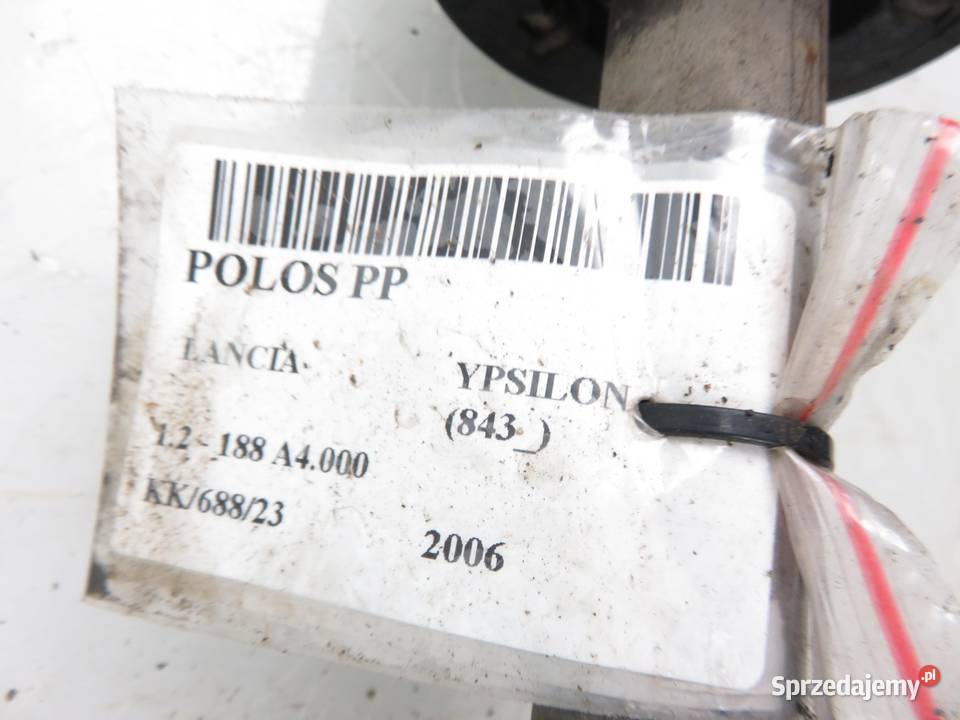 POLOS PP
LANCIA YPSILON
(843_)
1.2 - 188 A4.000
KK/688/23
2006
Sprzedajemy.pl